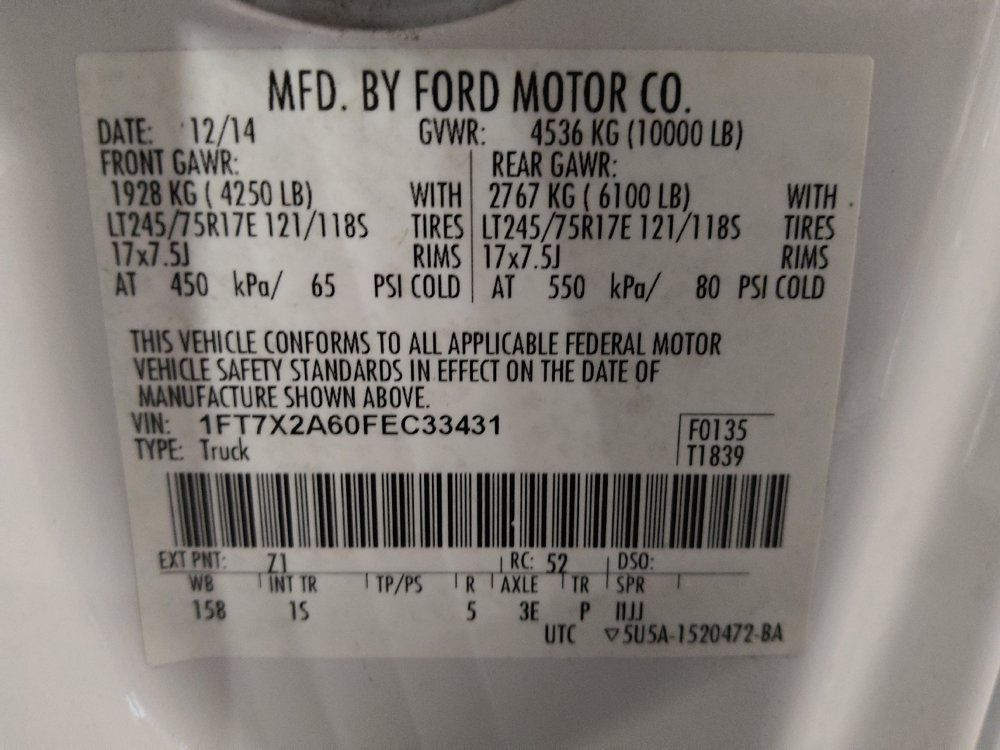 MFD. BY FORD MOTOR CO.
DATE: 12/14 GVWR: 4536 KG (10000 LB)
FRONT GAWR: REAR GAWR:
1928 KG ( 4250 LB) WITH 2767 KG ( 6100 LB) WITH
LT245/75R17E 121/118S TIRES LT245/75R17E 121/118S TIRES
17x7.5J RIMS 17x7.5J RIMS
AT 450 kPa/ 65 PSI COLD AT 550 kPa/ 80 PSI COLD
THIS VEHICLE CONFORMS TO ALL APPLICABLE FEDERAL MOTOR
VEHICLE SAFETY STANDARDS IN EFFECT ON THE DATE OF
MANUFACTURE SHOWN ABOVE.
VIN: 1FT7X2A60FEC33431 F0135
TYPE: Truck T1839
EXT PNT: Z1 RC: 52 DSO:
WB INT TR TP/PS R AXLE TR SPR
158 1S 5 3E P IIJJ
UTC ▽5U5A-1520472-BA